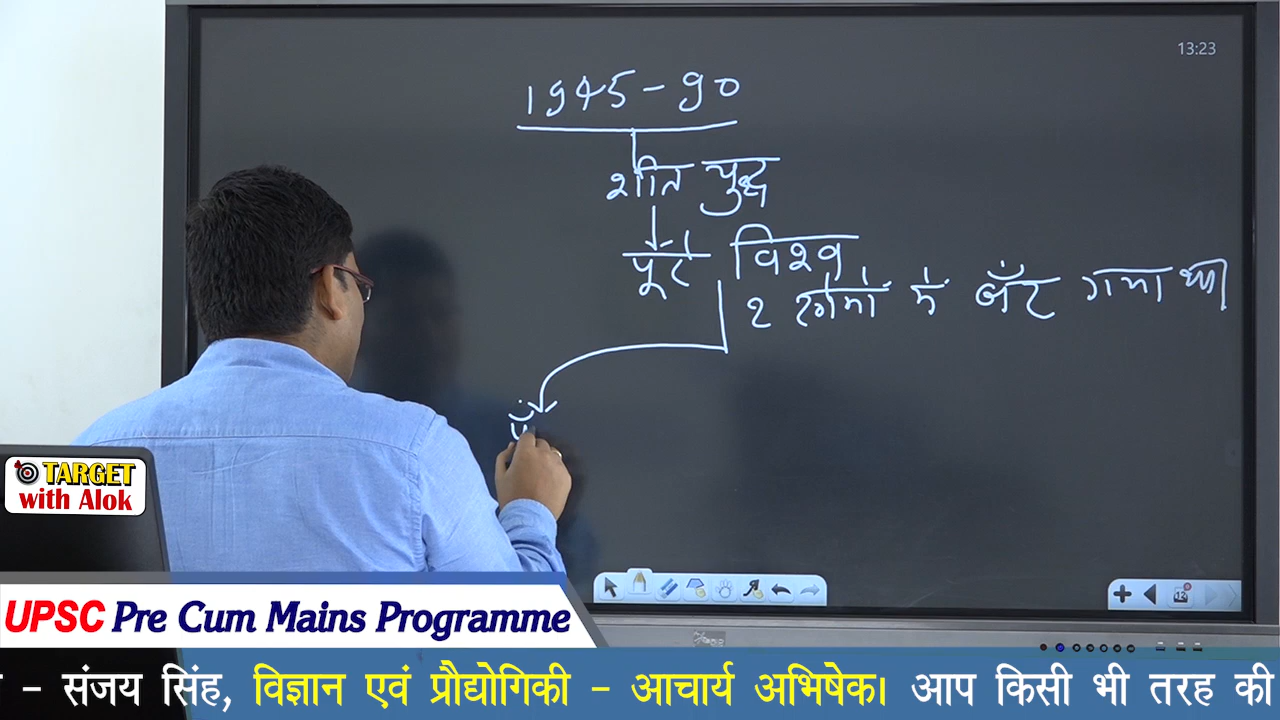 13:23
1945-90
शीत युद्ध
पूरे विश्व
2 खेमों में बँट गया था
पूँ
TARGET
with Alok
UPSC Pre Cum Mains Programme
- संजय सिंह, विज्ञान एवं प्रौद्योगिकी - आचार्य अभिषेक। आप किसी भी तरह की